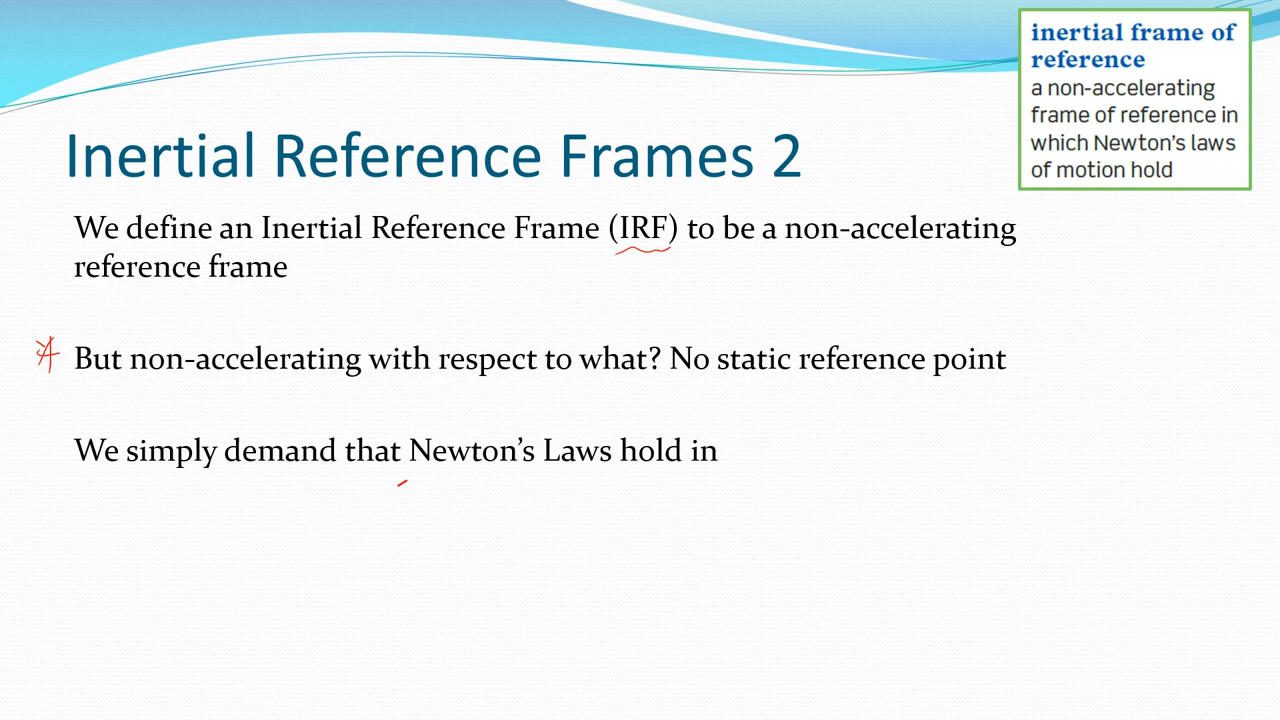 inertial frame of
reference
a non-accelerating
frame of reference in
which Newton's laws
of motion hold
Inertial Reference Frames 2
We define an Inertial Reference Frame (IRF) to be a non-accelerating
reference frame
But non-accelerating with respect to what? No static reference point
We simply demand that Newton's Laws hold in